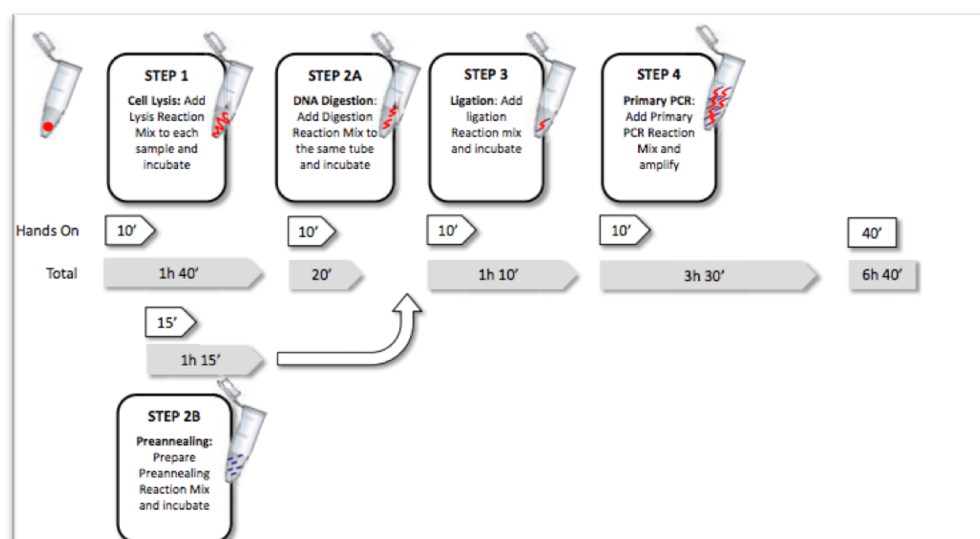 STEP 1
Cell Lysis: Add
Lysis Reaction
Mix to each
sample and
incubate
STEP 2A
DNA Digestion:
Add Digestion
Reaction Mix to
the same tube
and incubate
STEP 3
Ligation: Add
ligation
Reaction mix
and incubate
STEP 4
Primary PCR:
Add Primary
PCR Reaction
Mix and
amplify
Hands On
10’
10’
10’
10’
40’
Total
1h 40’
20’
1h 10’
3h 30’
6h 40’
15’
1h 15’
STEP 2B
Preannealing:
Prepare
Preannealing
Reaction Mix
and incubate